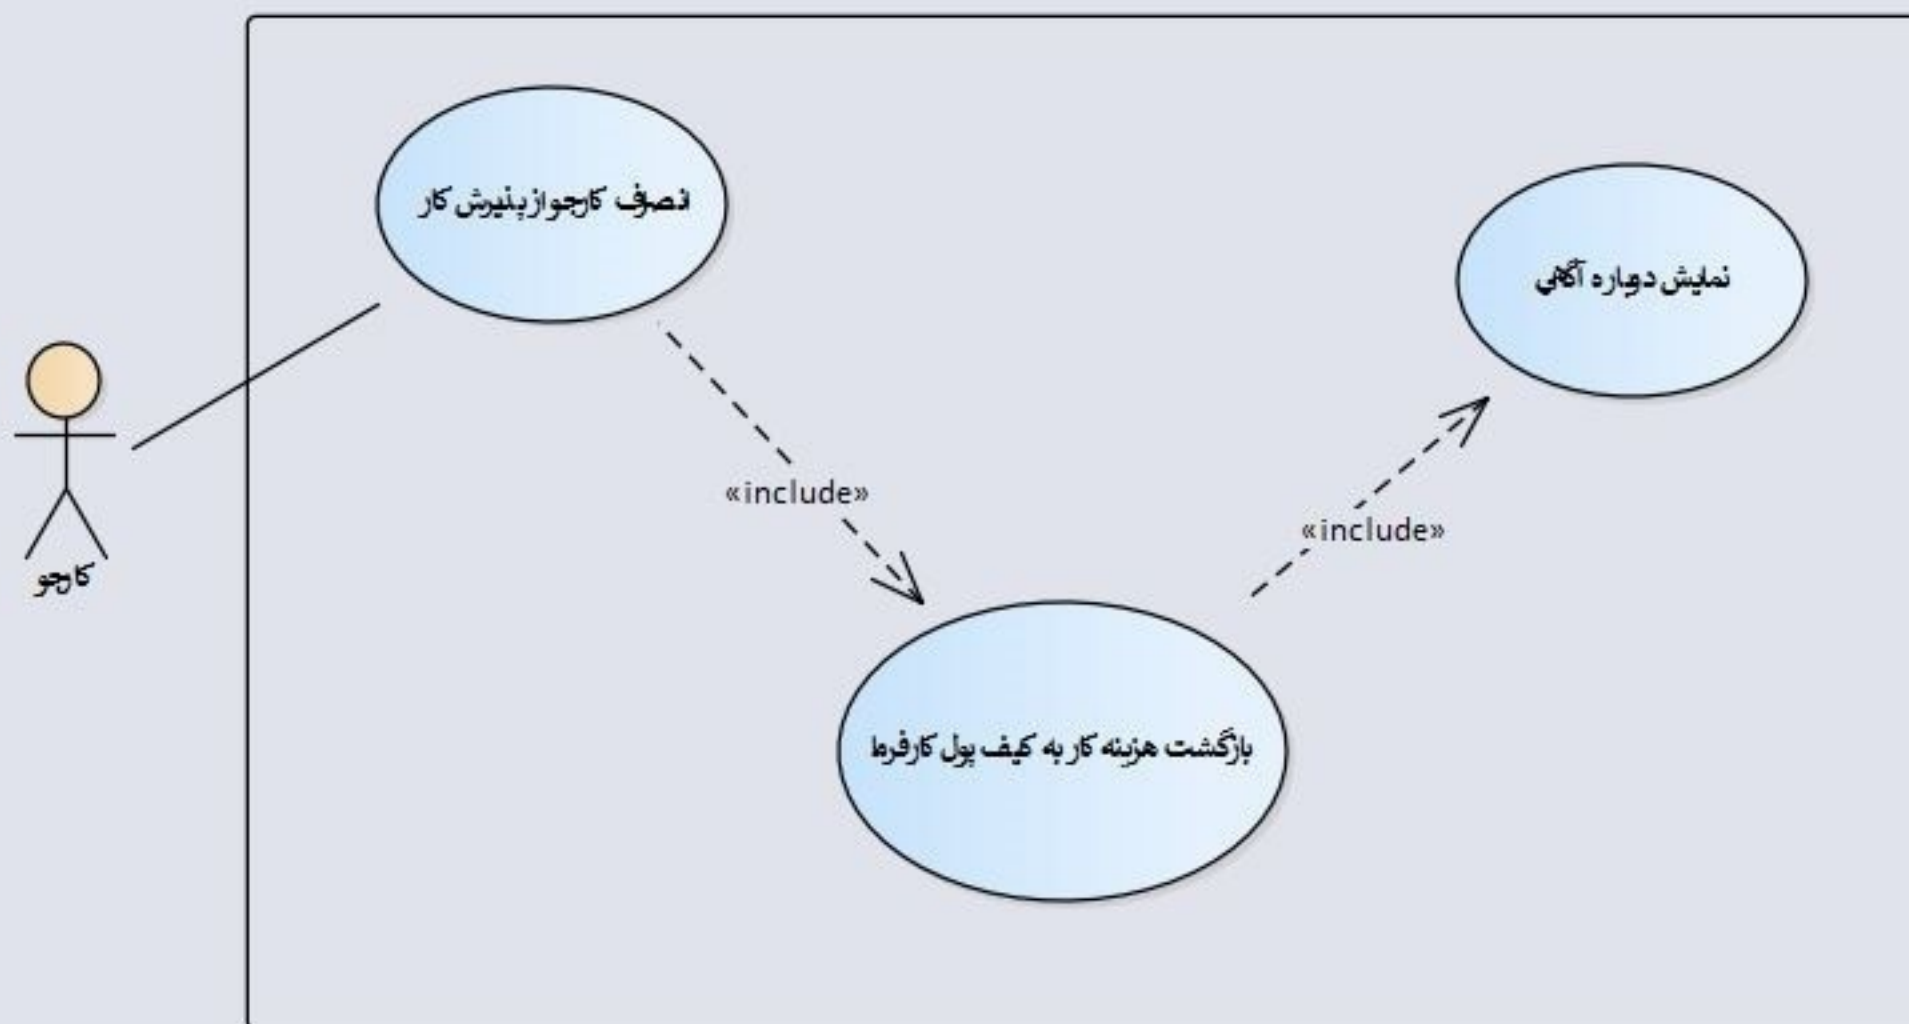 انصراف کارجو از پذیرش کار
نمایش دوباره آگهی
«include»
«include»
کارجو
بازگشت هزینه کار به کیف پول کارفرما